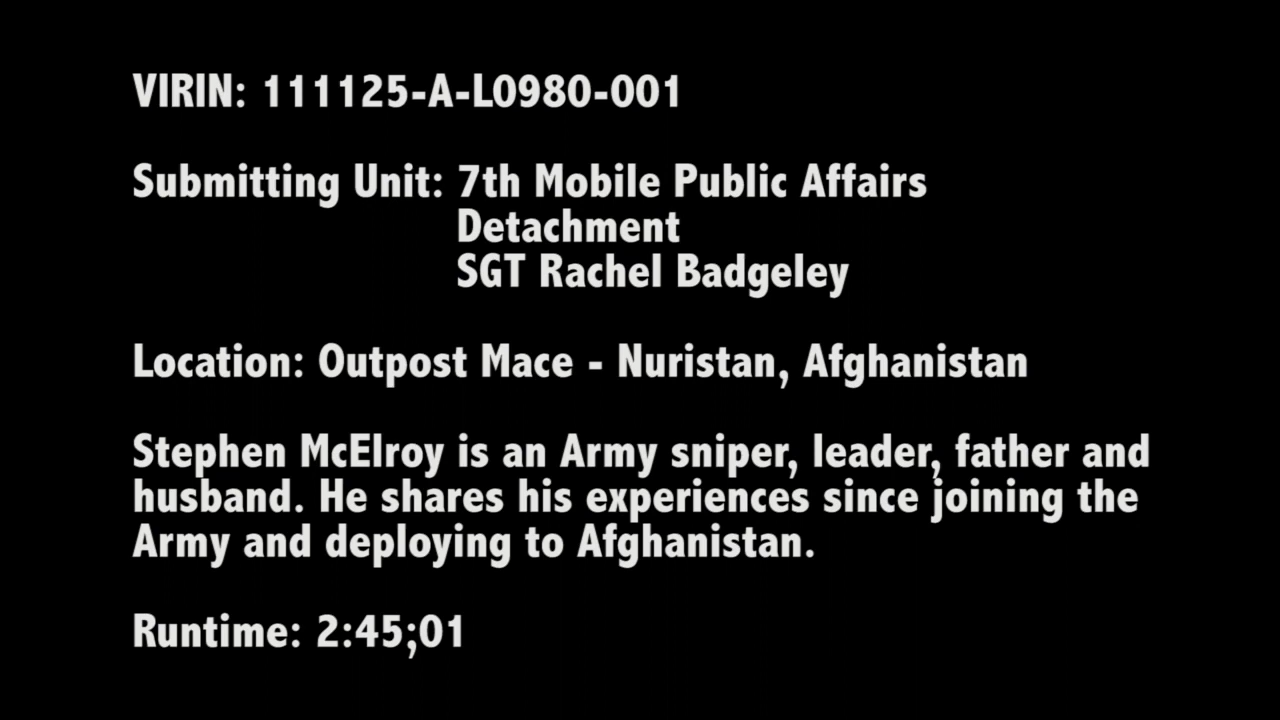 VIRIN: 111125-A-L0980-001
Submitting Unit: 7th Mobile Public Affairs
Detachment
SGT Rachel Badgeley
Location: Outpost Mace - Nuristan, Afghanistan
Stephen McElroy is an Army sniper, leader, father and
husband. He shares his experiences since joining the
Army and deploying to Afghanistan.
Runtime: 2:45;01